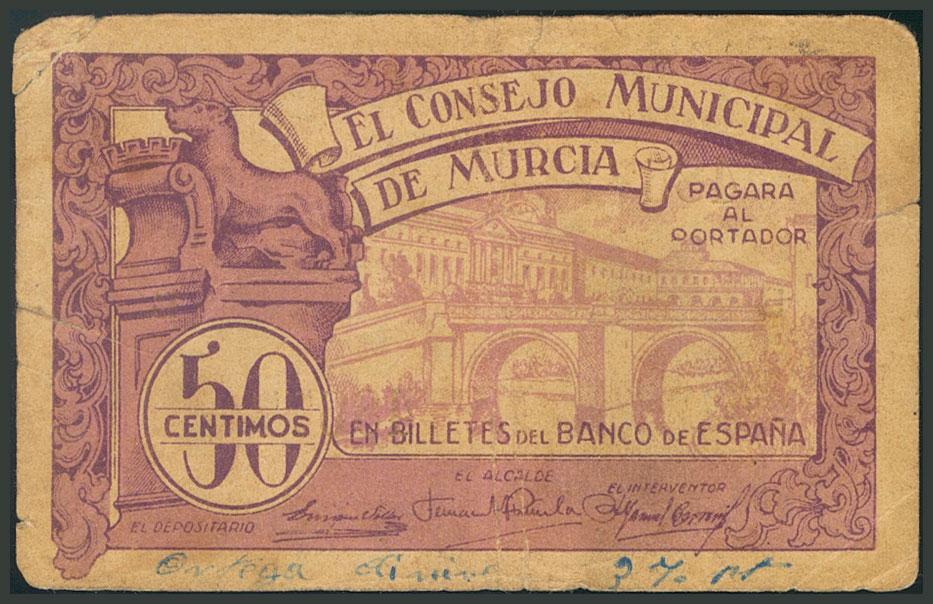 EL CONSEJO MUNICIPAL
DE MURCIA
PAGARA
AL
PORTADOR
50
CENTIMOS
EN BILLETES DEL BANCO DE ESPAÑA
EL ALCALDE
EL INTERVENTOR
EL DEPOSITARIO
Ortega